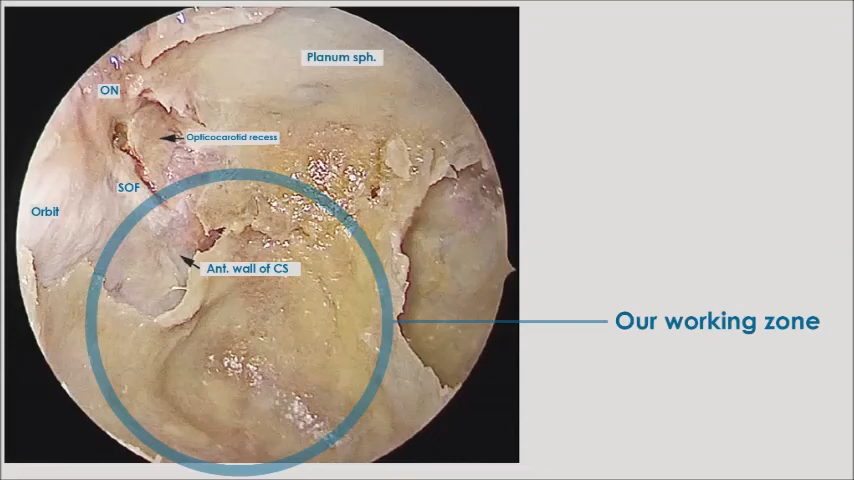 Planum sph.
ON
Opticocarotid recess
SOF
Orbit
Ant. wall of CS
Our working zone